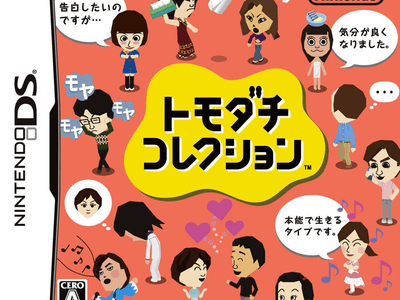 告白したい
のですが…
Nintendo
気分が良く
なりました。
NINTENDO DS
モヤ
モヤ
モヤ
…
トモダチ
コレクション
TM
本能で生きる
タイプです。
CERO
A